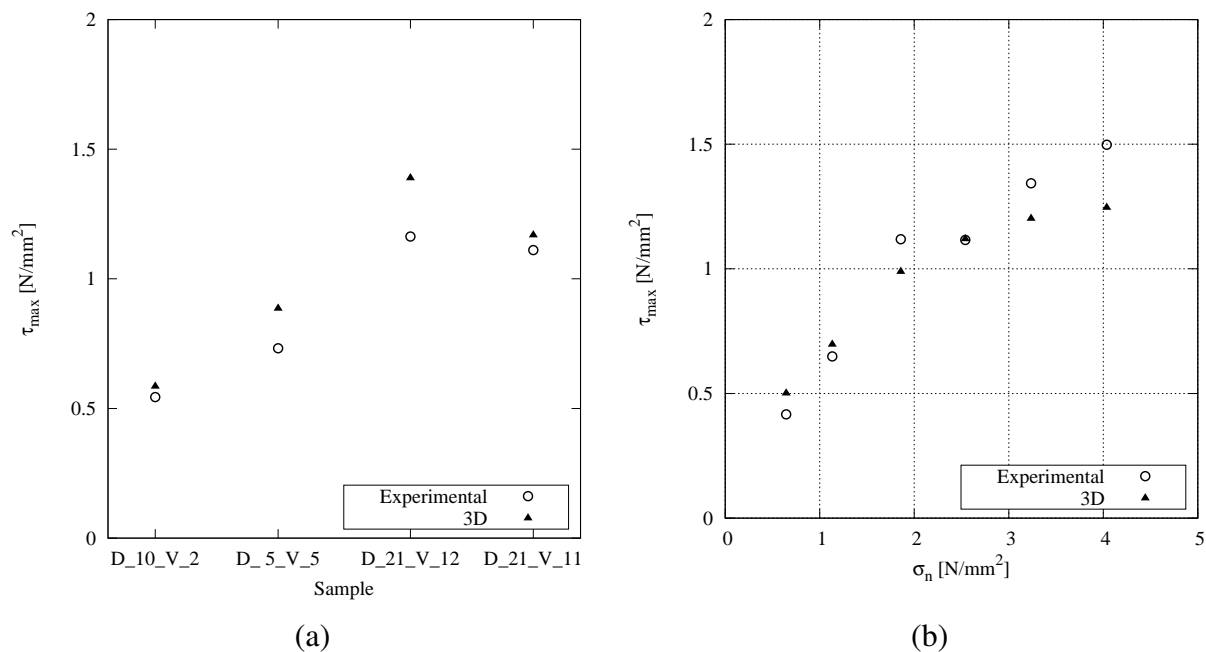 2
1.5
1
0.5
0
τmax [N/mm²]
D_10_V_2 D_ 5_V_5 D_21_V_12 D_21_V_11
Sample
Experimental
3D
(a)
2
1.5
1
0.5
0
τmax [N/mm²]
0 1 2 3 4 5
σn [N/mm²]
Experimental
3D
(b)